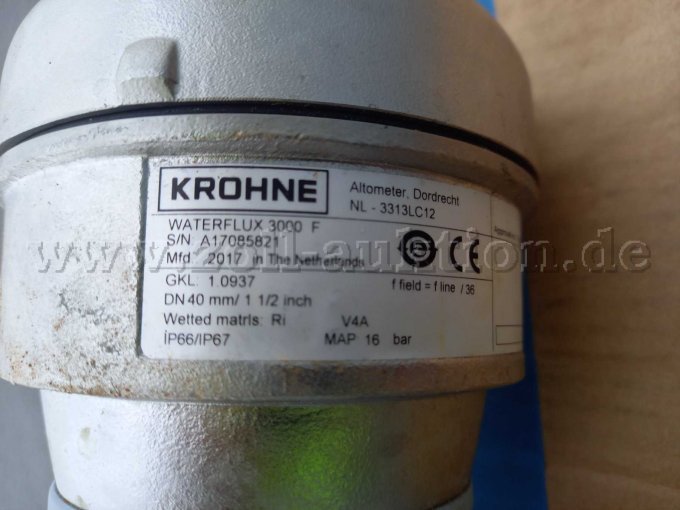 KROHNE
Altometer, Dordrecht
NL - 3313LC12
WATERFLUX 3000 F
S/N A17085821
Mfd. 2017 in The Netherlands
www.zoll-auktion.de
CE
GKL: 1.0937
f field = f line / 36
DN 40 mm/ 1 1/2 inch
Wetted matrls: Ri V4A
IP66/IP67 MAP 16 bar